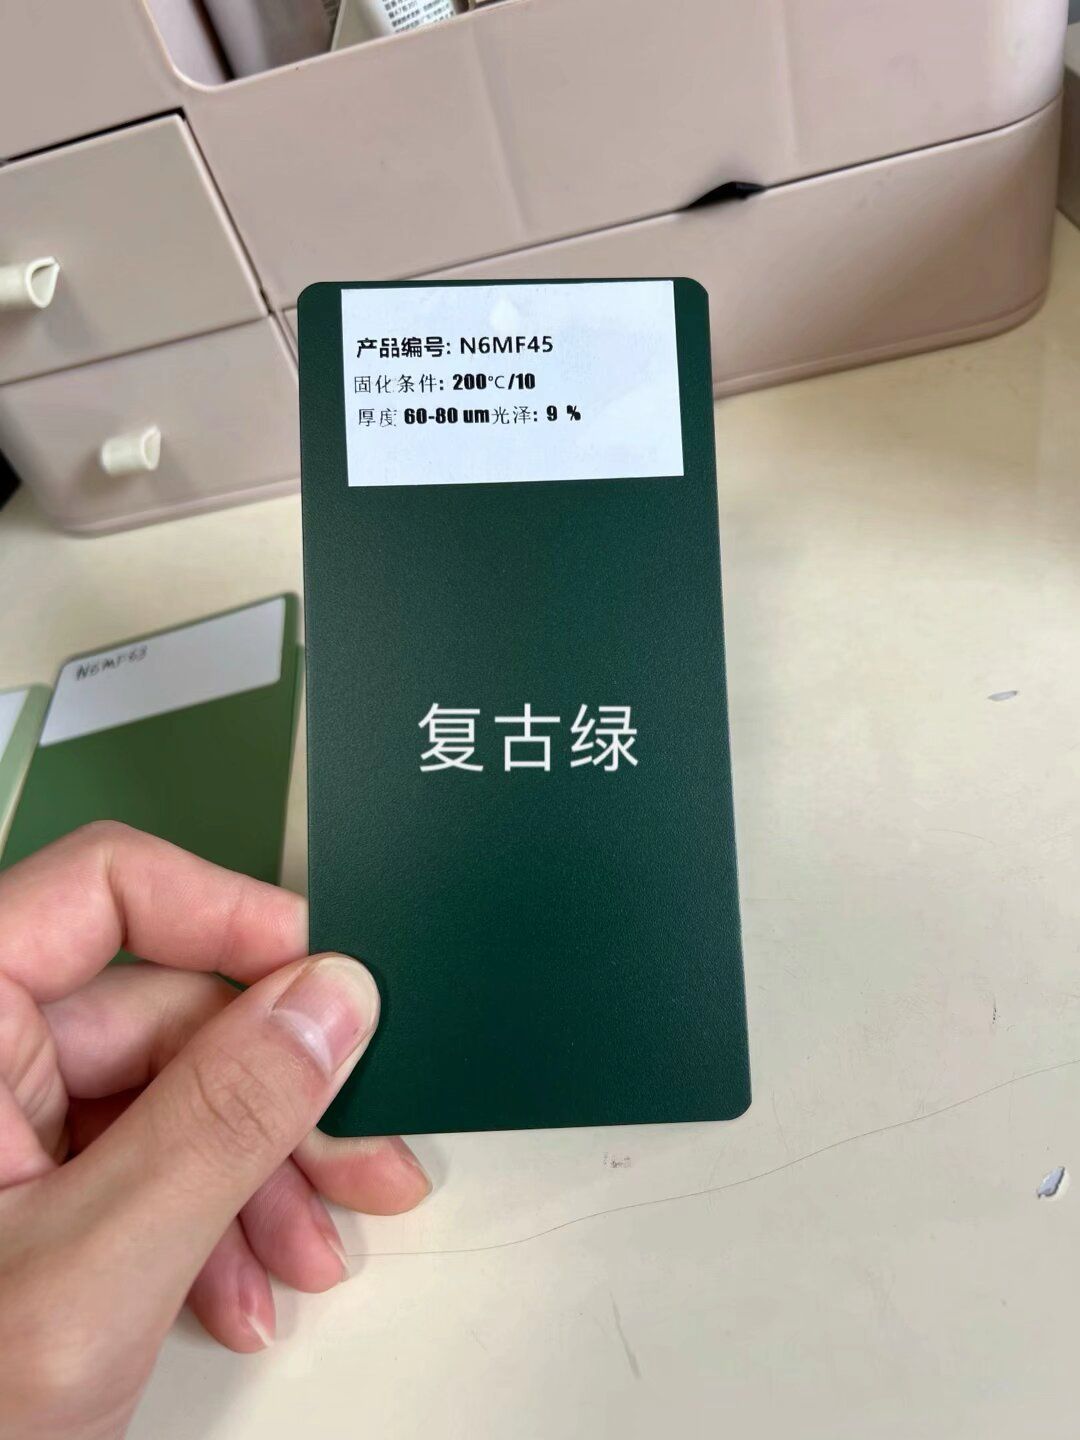 产品编号: N6MF45
固化条件: 200℃/10
厚度 60-80 um光泽: 9 %
N6MF63
复古绿